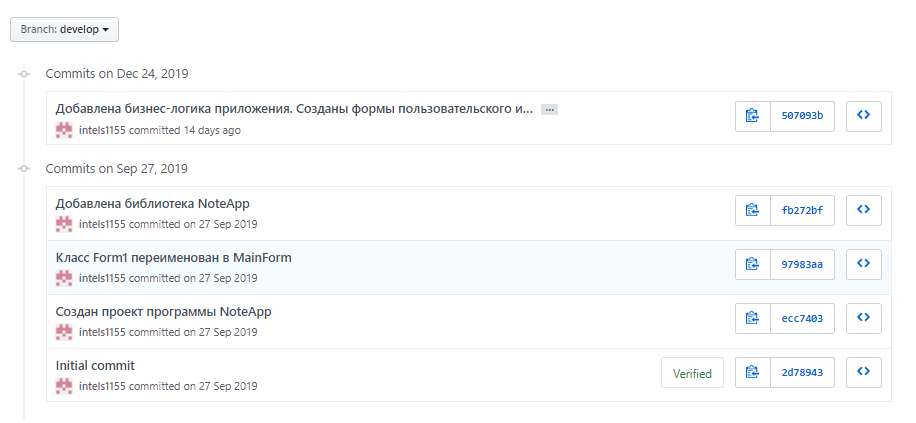 Branch: develop
Commits on Dec 24, 2019
Добавлена бизнес-логика приложения. Созданы формы пользовательского и... ...
intels1155 committed 14 days ago
507093b
Commits on Sep 27, 2019
Добавлена библиотека NoteApp
intels1155 committed on 27 Sep 2019
fb272bf
Класс Form1 переименован в MainForm
intels1155 committed on 27 Sep 2019
97983aa
Создан проект программы NoteApp
intels1155 committed on 27 Sep 2019
ecc7403
Initial commit
intels1155 committed on 27 Sep 2019
Verified
2d78943